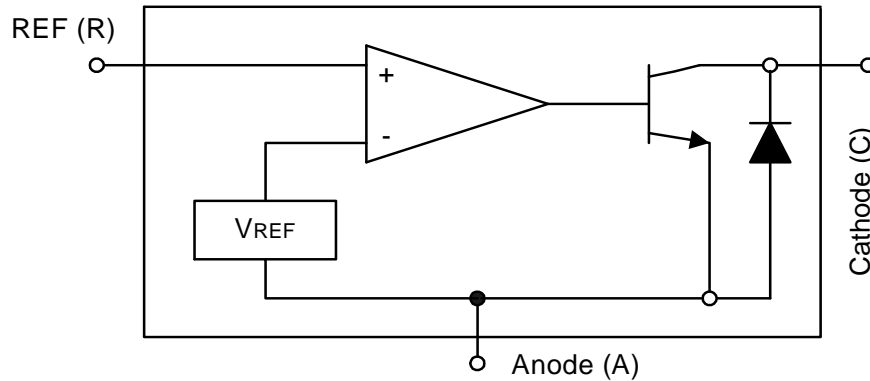 REF (R)
+
-
VREF
Cathode (C)
Anode (A)